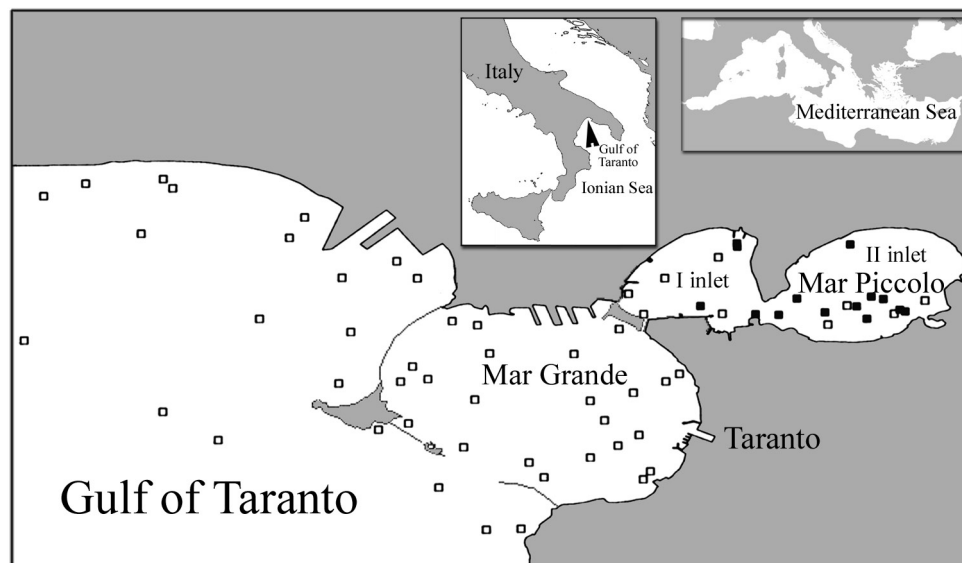 Italy
Gulf of
Taranto
Ionian Sea
Mediterranean Sea
I inlet
II inlet
Mar Piccolo
Mar Grande
Taranto
Gulf of Taranto